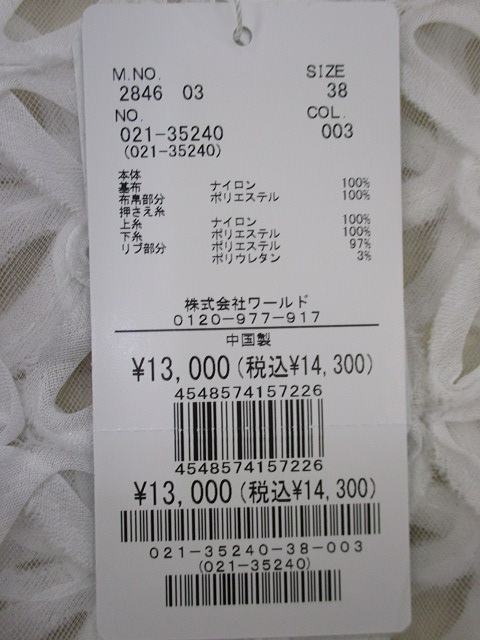 M.NO. SIZE
2846 03 38
NO. COL.
021-35240 003
(021-35240)
本体
基布 ナイロン 100%
布帛部分 ポリエステル 100%
押さえ糸
上糸 ナイロン 100%
下糸 ポリエステル 100%
リブ部分 ポリエステル 97%
ポリウレタン 3%
株式会社ワールド
0120-977-917
中国製
¥13,000(税込¥14,300)
4548574157226
4548574157226
¥13,000(税込¥14,300)
021-35240-38-003
(021-35240)